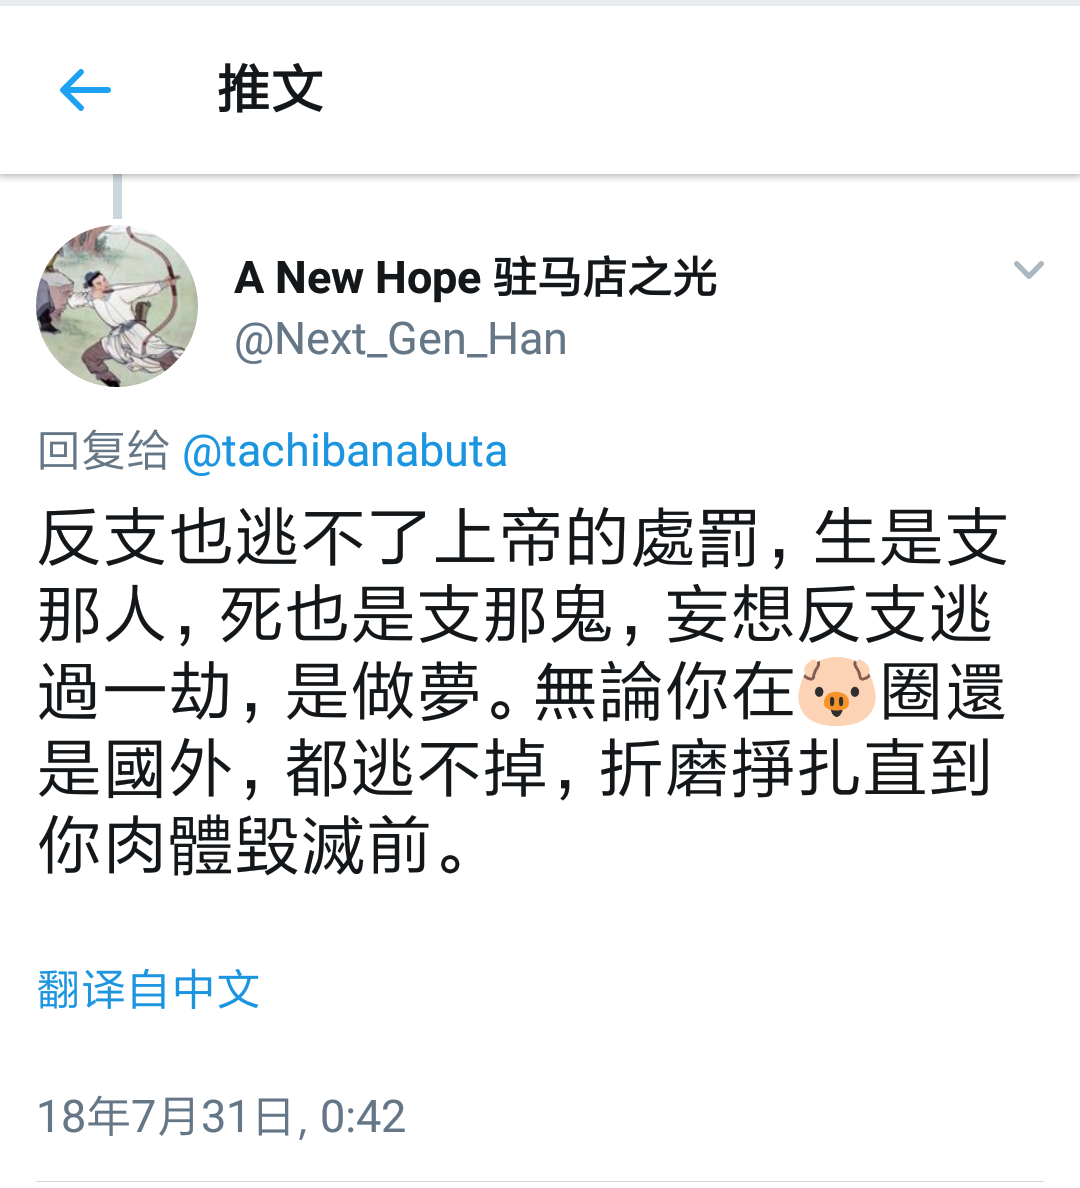 推文
A New Hope 驻马店之光
@Next_Gen_Han
回复给 @tachibanabuta
反支也逃不了上帝的處罰，生是支
那人，死也是支那鬼，妄想反支逃
過一劫，是做夢。無論你在🐷圈還
是國外，都逃不掉，折磨掙扎直到
你肉體毀滅前。
翻译自中文
18年7月31日, 0:42